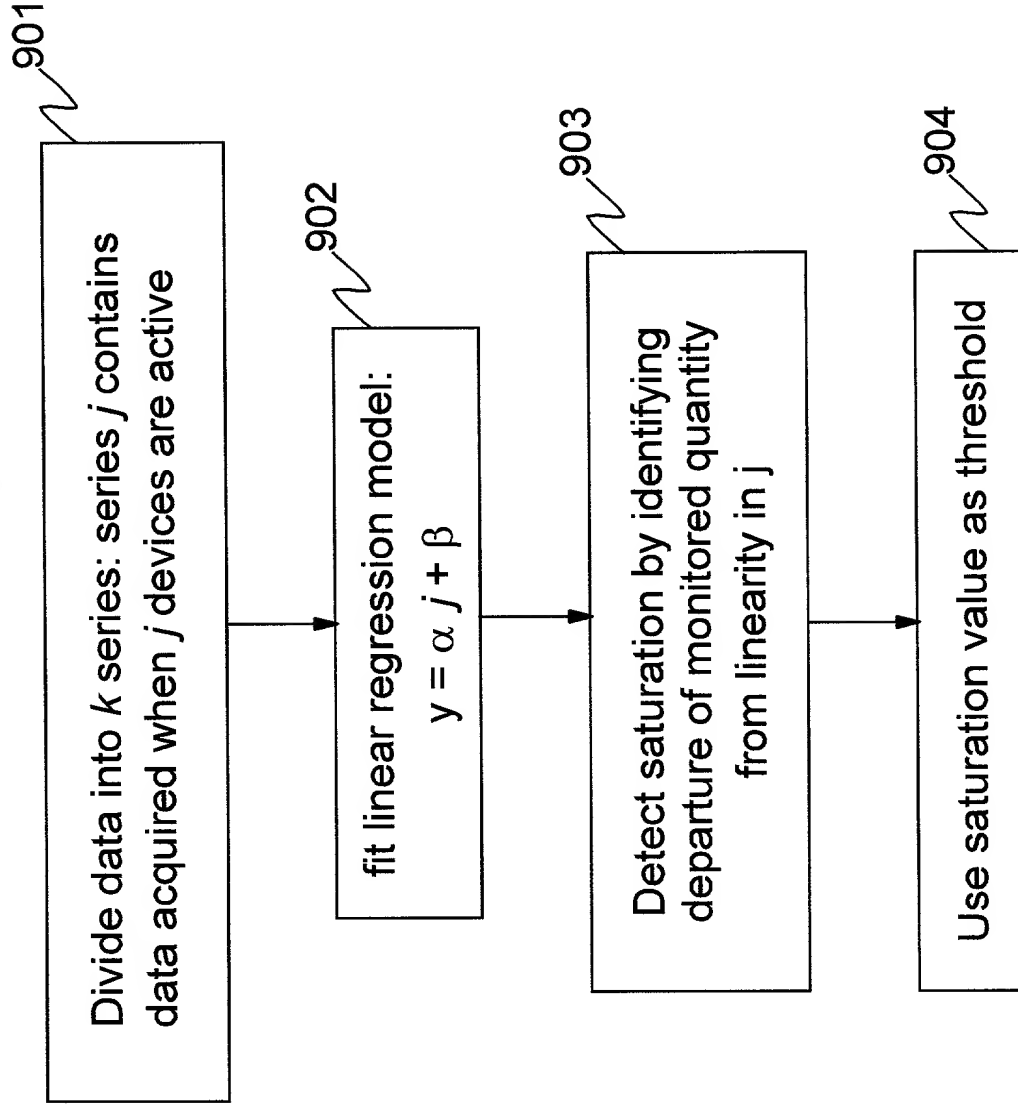 901
Divide data into k series: series j contains
data acquired when j devices are active
902
fit linear regression model:
y = α j + β
903
Detect saturation by identifying
departure of monitored quantity
from linearity in j
904
Use saturation value as threshold